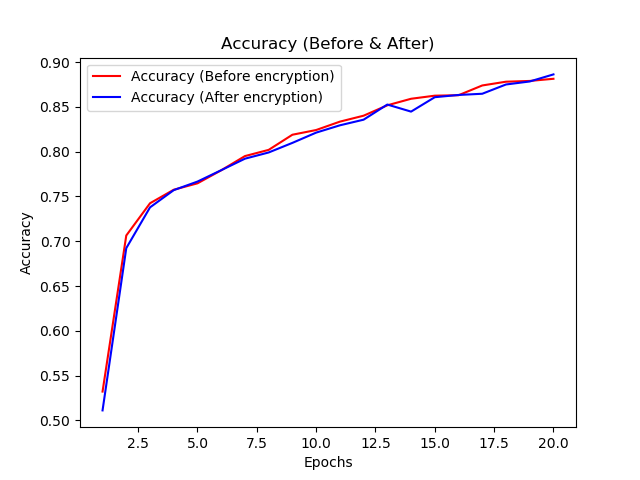 Accuracy (Before & After)
Accuracy (Before encryption)
Accuracy (After encryption)
Accuracy
0.90
0.85
0.80
0.75
0.70
0.65
0.60
0.55
0.50
2.5 5.0 7.5 10.0 12.5 15.0 17.5 20.0
Epochs